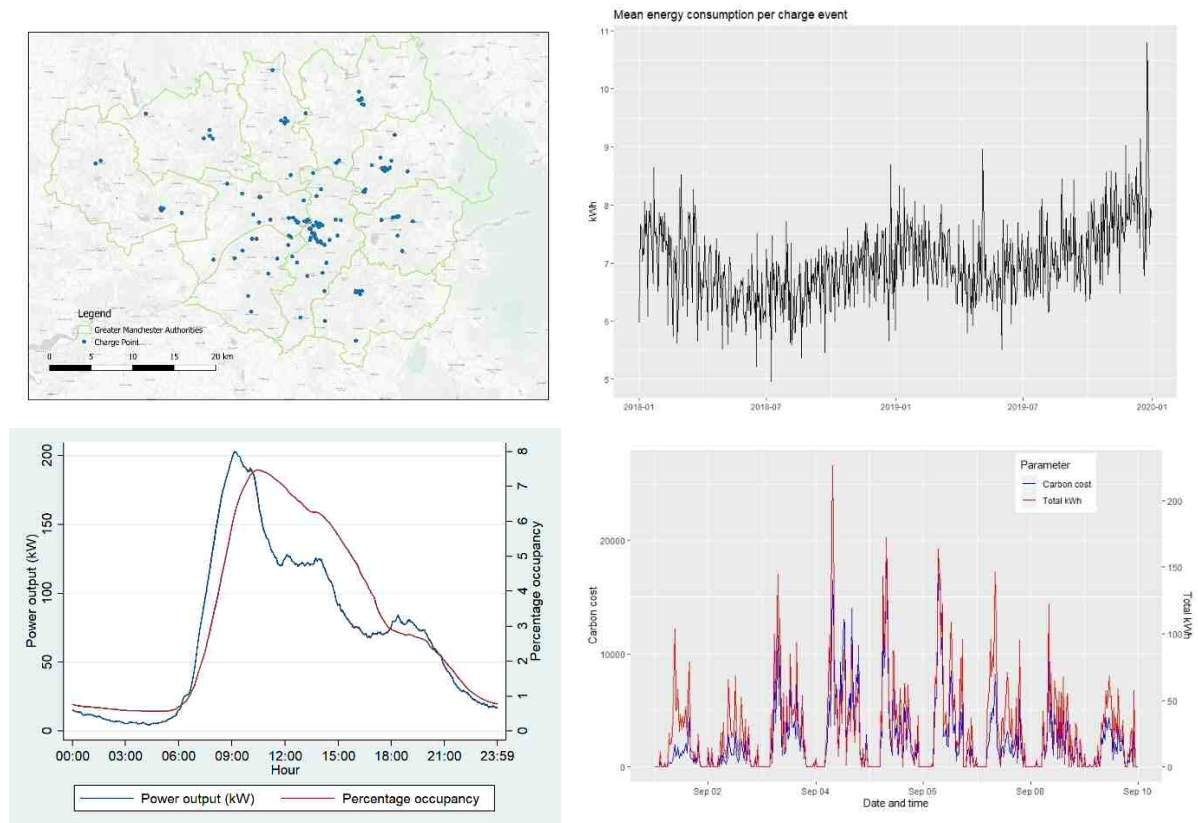 Legend
Greater Manchester Authorities
Charge Point
0 5 10 15 20 km
Mean energy consumption per charge event
kWh
11
10
9
8
7
6
5
2018-01 2018-07 2019-01 2019-07 2020-01
Power output (kW)
200
150
100
50
0
Percentage occupancy
8
7
6
5
4
3
2
1
0
00:00 03:00 06:00 09:00 12:00 15:00 18:00 21:00 23:59
Hour
Power output (kW) Percentage occupancy
Parameter
Carbon cost
Total kWh
Carbon cost
20000
10000
0
Total kWh
200
150
100
50
0
Sep 02 Sep 04 Sep 06 Sep 08 Sep 10
Date and time